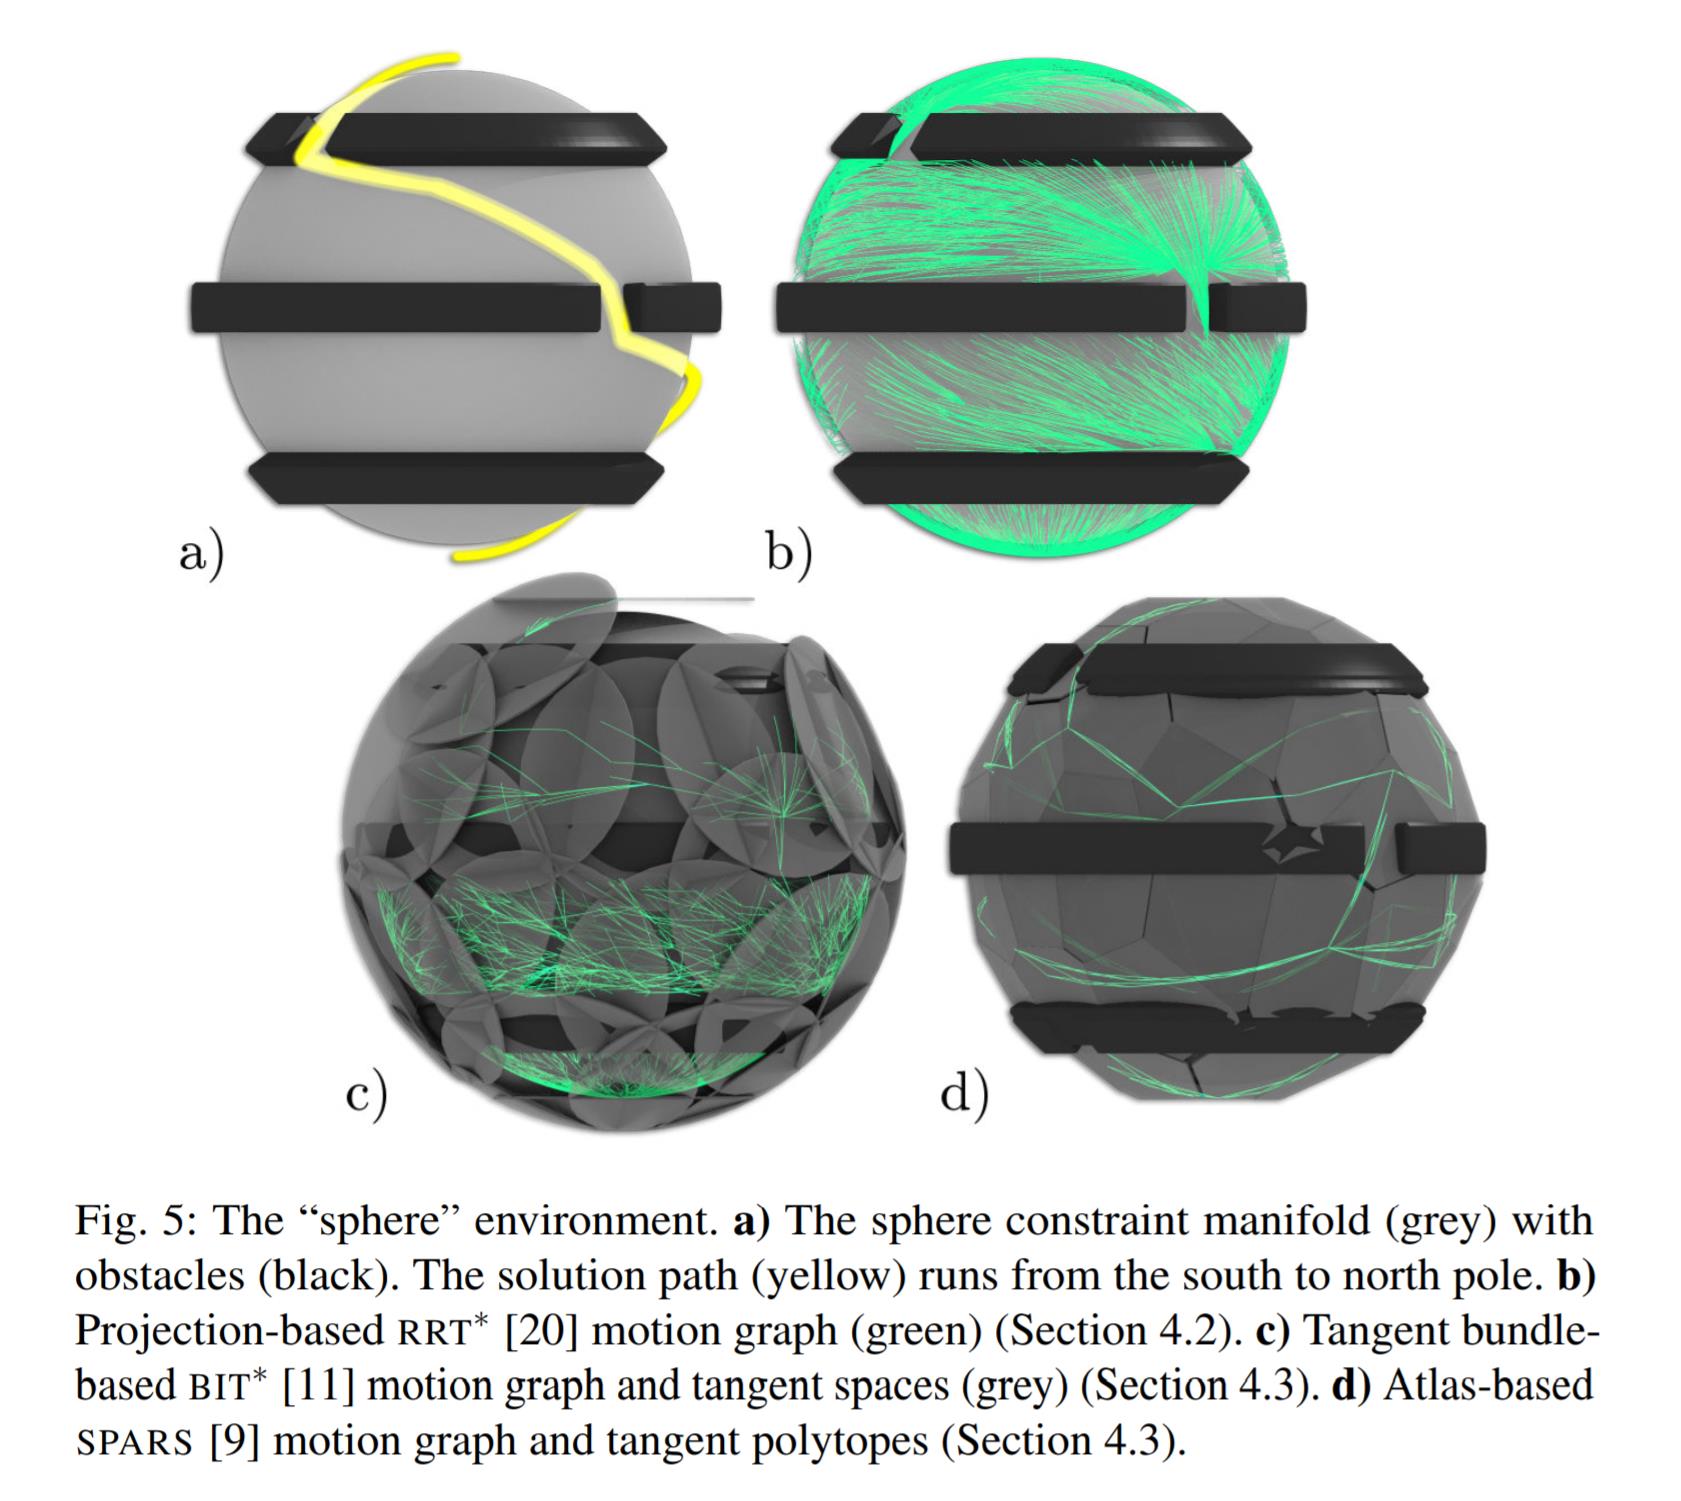 a)
b)
c)
d)
Fig. 5: The “sphere” environment. a) The sphere constraint manifold (grey) with
obstacles (black). The solution path (yellow) runs from the south to north pole. b)
Projection-based RRT* [20] motion graph (green) (Section 4.2). c) Tangent bundle-
based BIT* [11] motion graph and tangent spaces (grey) (Section 4.3). d) Atlas-based
SPARS [9] motion graph and tangent polytopes (Section 4.3).